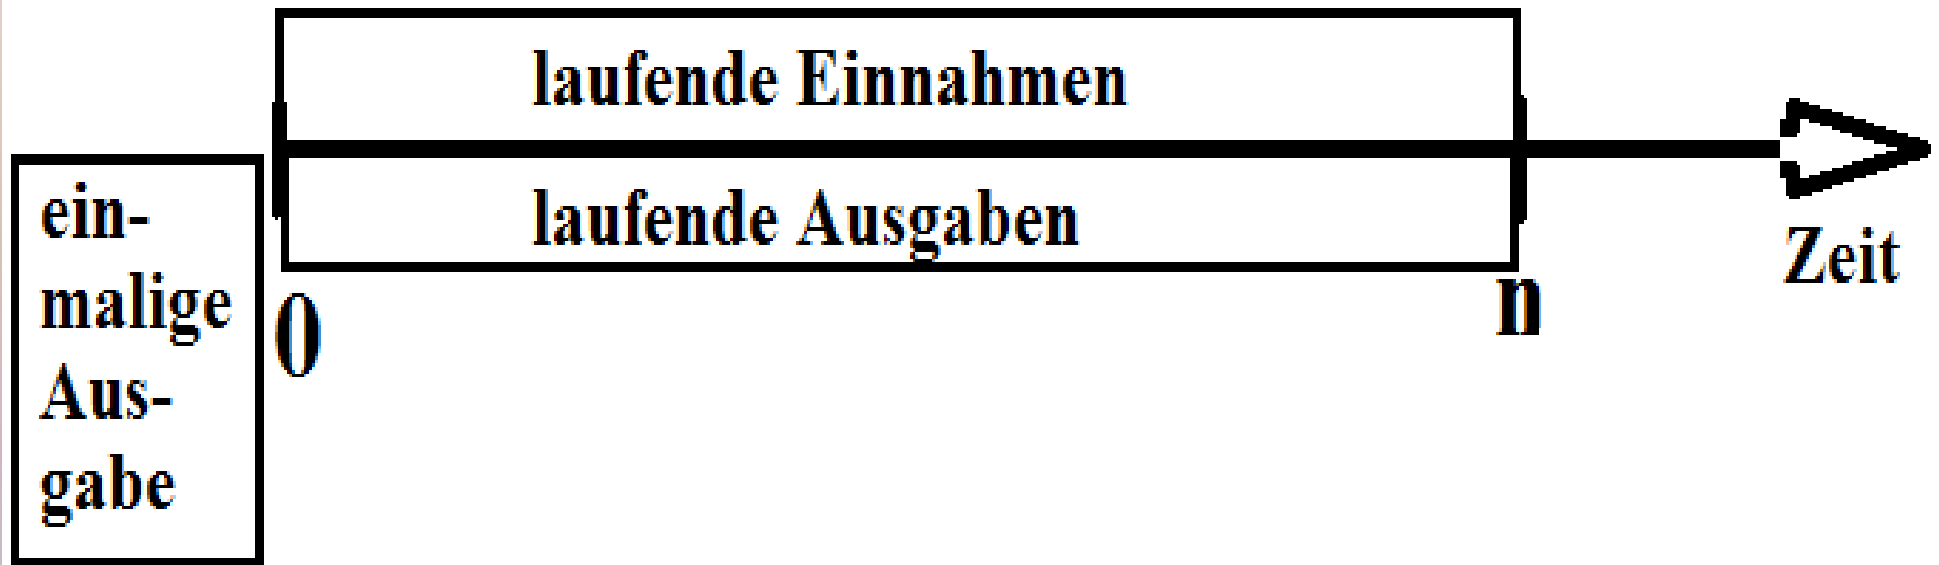 laufende Einnahmen
laufende Ausgaben
ein-
malige
Aus-
gabe
0
n
Zeit